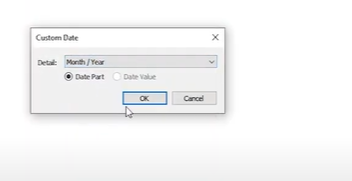 Custom Date
Detail: Month / Year
Date Part Date Value
OK Cancel